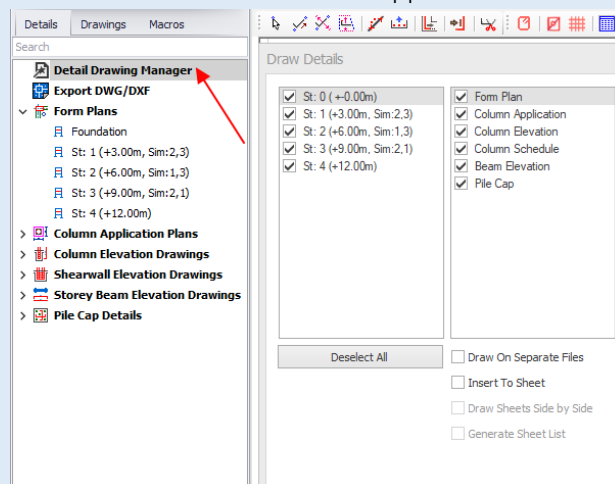 Details Drawings Macros
Search
Detail Drawing Manager
Export DWG/DXF
Form Plans
Foundation
St: 1 (+3.00m, Sim:2,3)
St: 2 (+6.00m, Sim:1,3)
St: 3 (+9.00m, Sim:2,1)
St: 4 (+12.00m)
Column Application Plans
Column Elevation Drawings
Shearwall Elevation Drawings
Storey Beam Elevation Drawings
Pile Cap Details
Draw Details
St: 0 ( +-0.00m)
St: 1 (+3.00m, Sim:2,3)
St: 2 (+6.00m, Sim:1,3)
St: 3 (+9.00m, Sim:2,1)
St: 4 (+12.00m)
Form Plan
Column Application
Column Elevation
Column Schedule
Beam Elevation
Pile Cap
Deselect All
Draw On Separate Files
Insert To Sheet
Draw Sheets Side by Side
Generate Sheet List